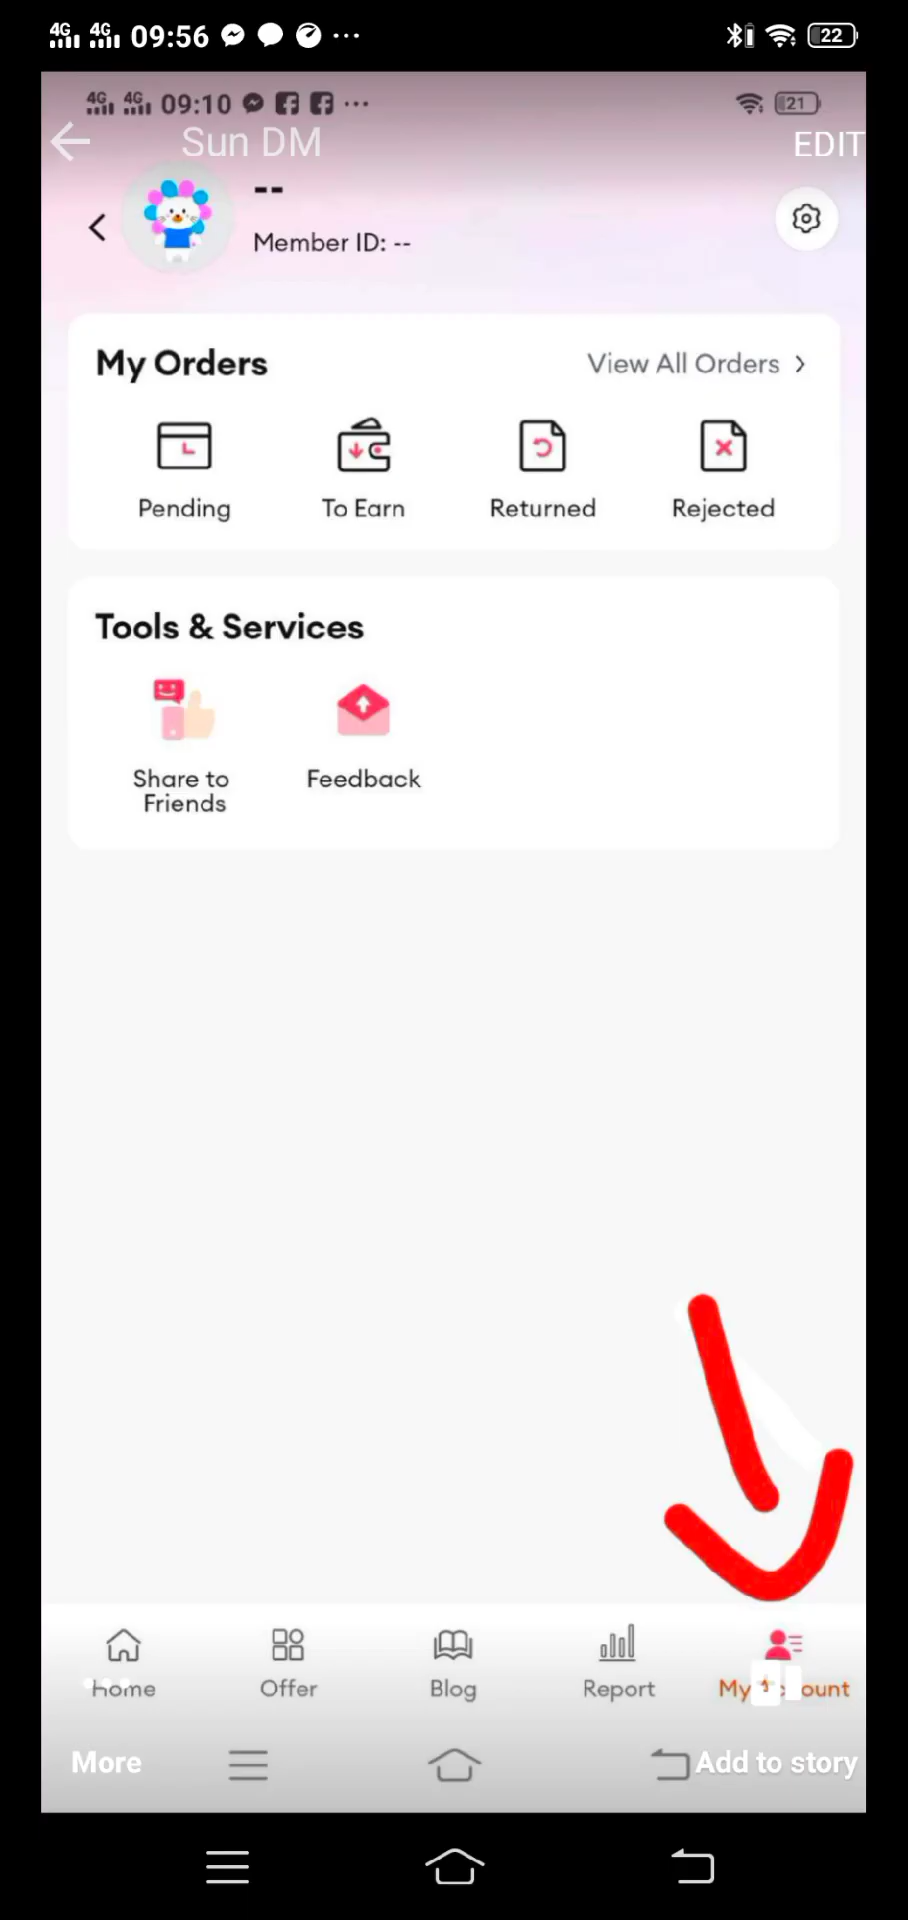 4G 4G 09:56 ... 22
4G 4G 09:10 ... 21
Sun DM EDIT
--
Member ID: --
My Orders View All Orders >
Pending To Earn Returned Rejected
Tools & Services
Share to Friends
Feedback
Home Offer Blog Report My ount
More Add to story